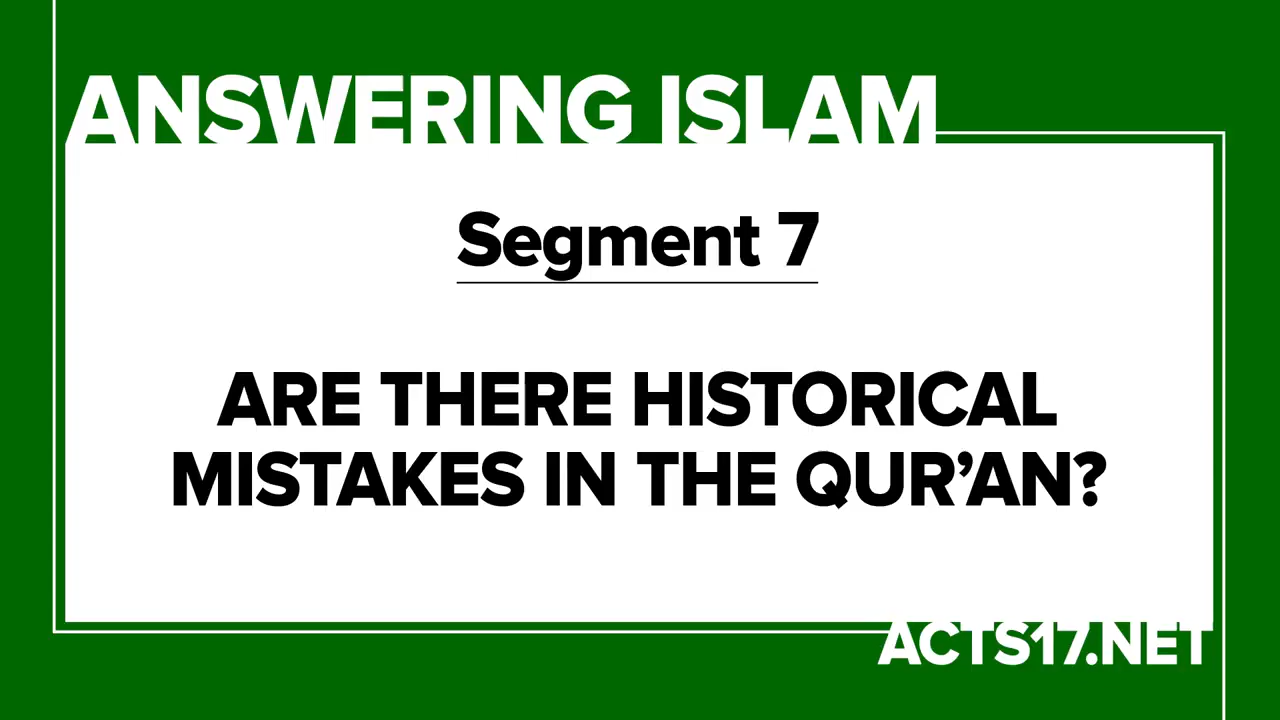 ANSWERING ISLAM
Segment 7
ARE THERE HISTORICAL
MISTAKES IN THE QUR’AN?
ACTS17.NET